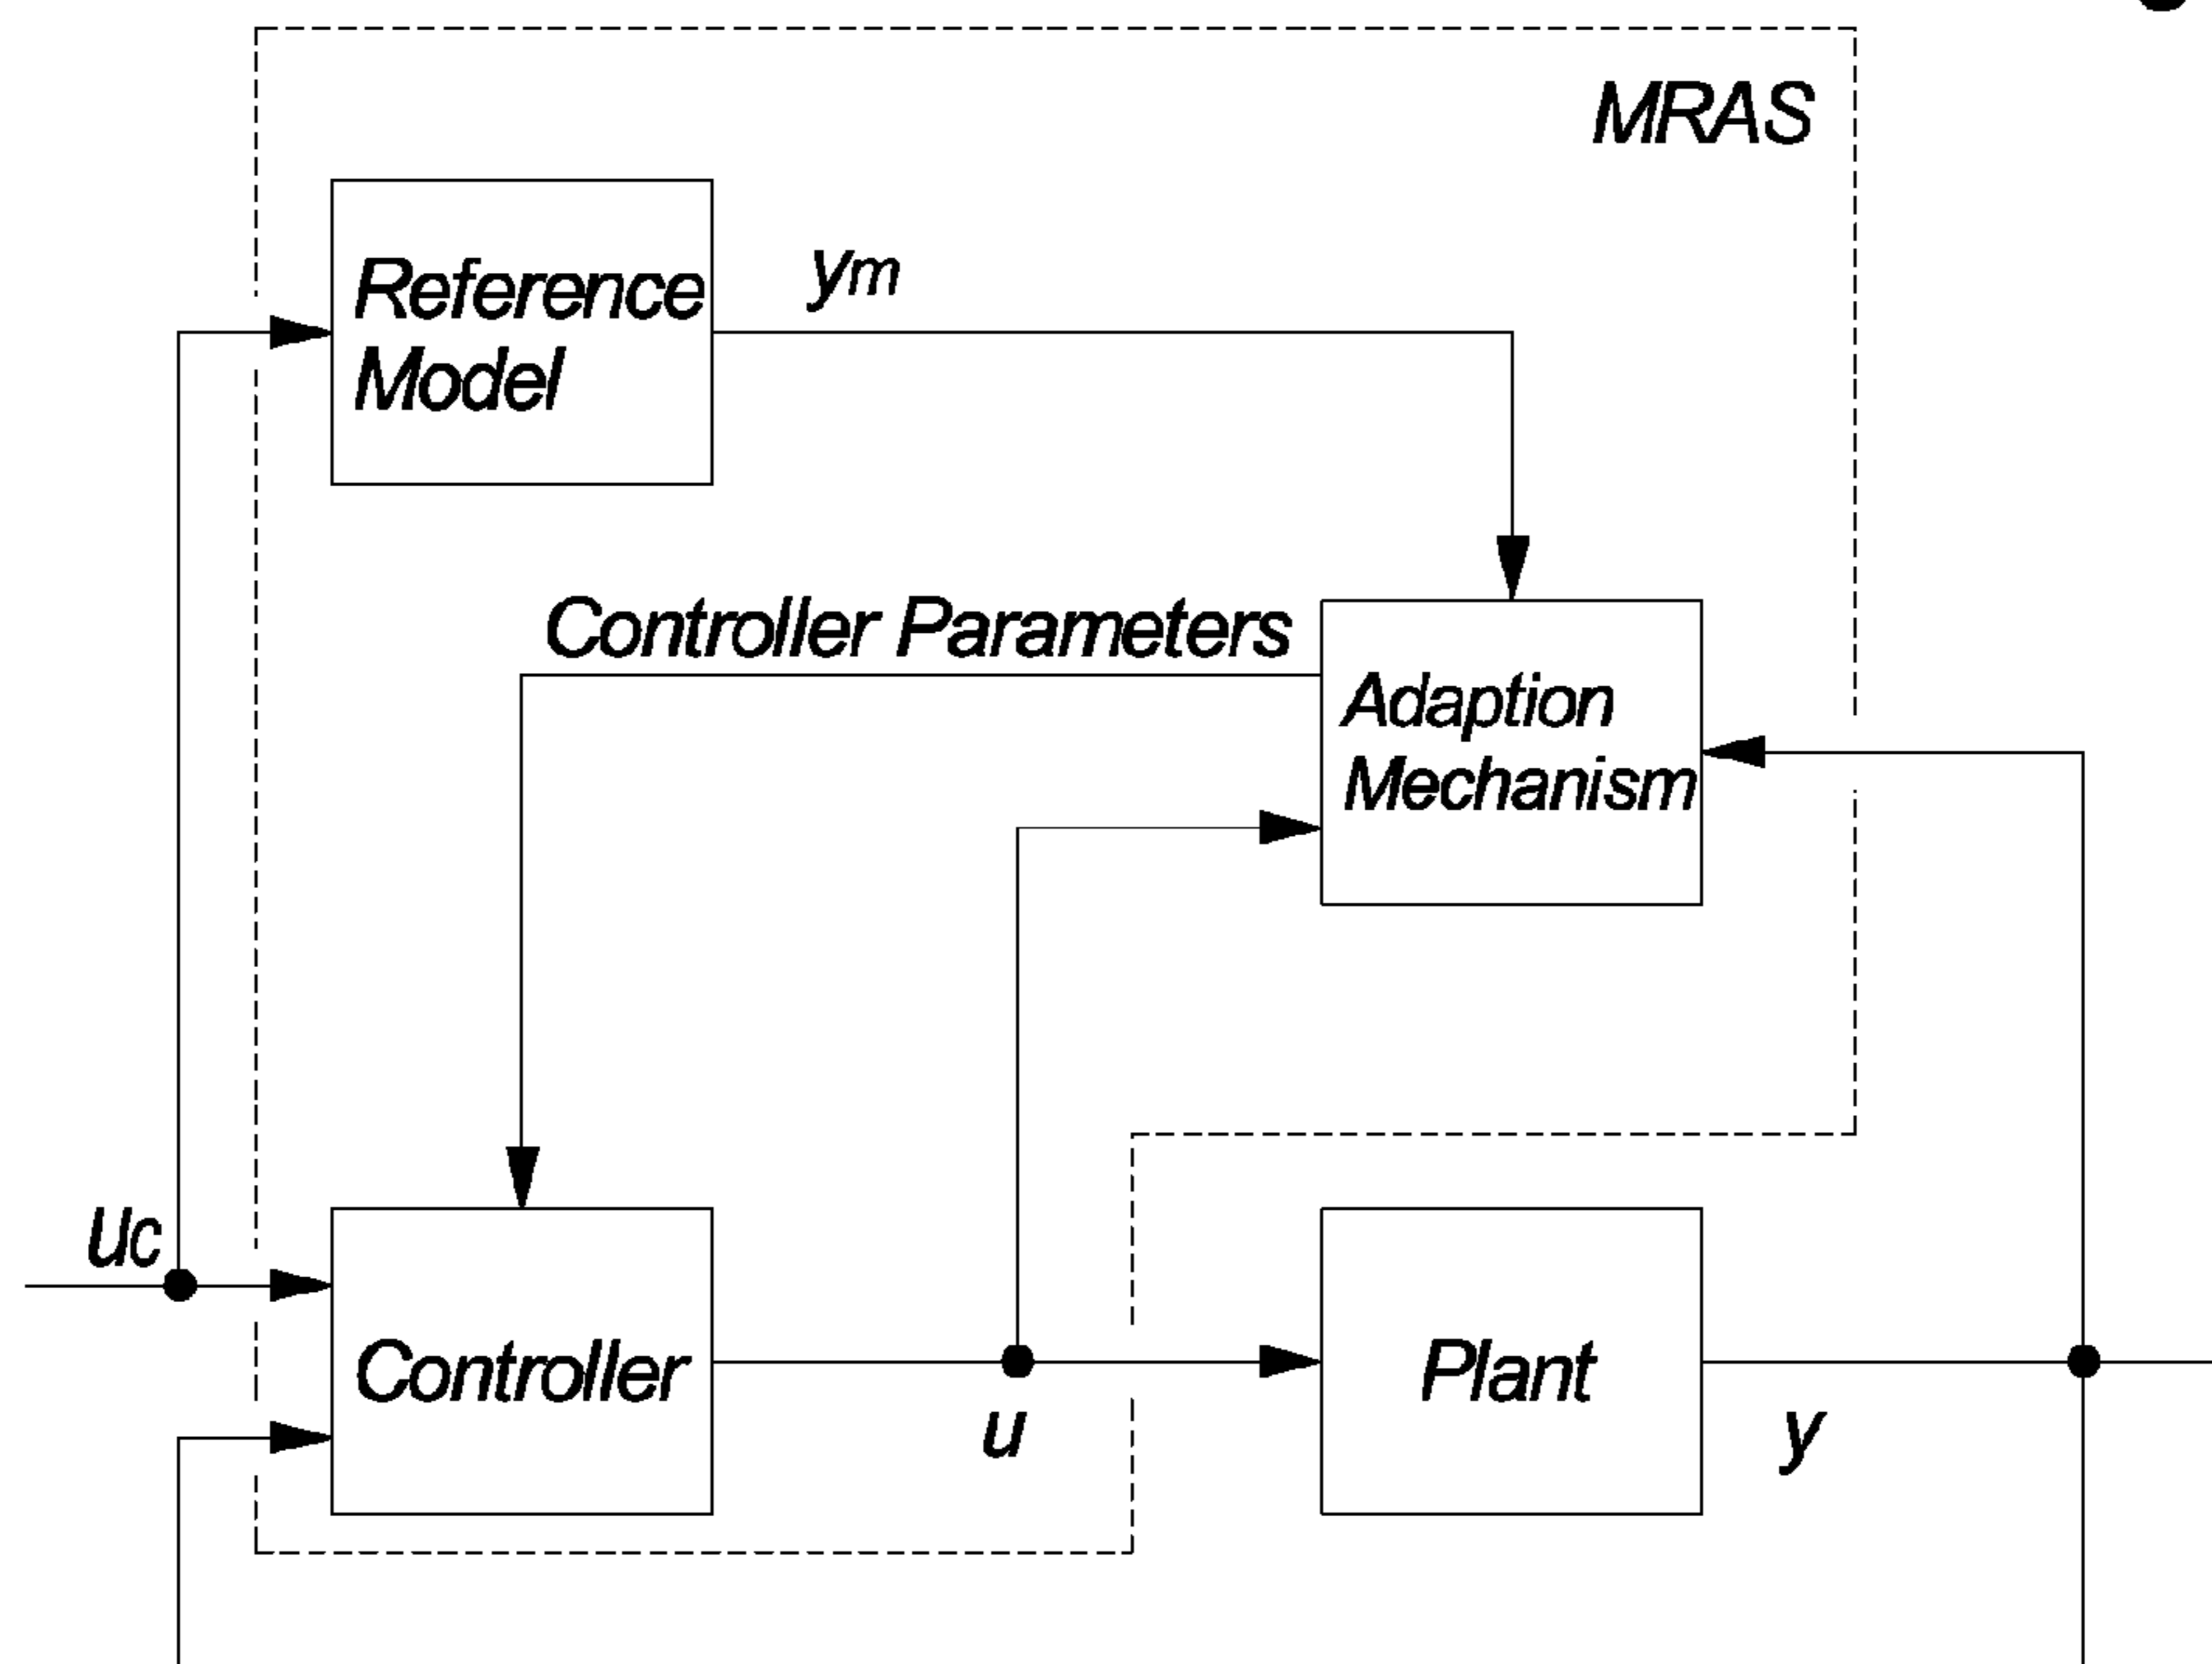 MRAS
Reference
Model
ym
Controller Parameters
Adaption
Mechanism
uc
Controller
u
Plant
y